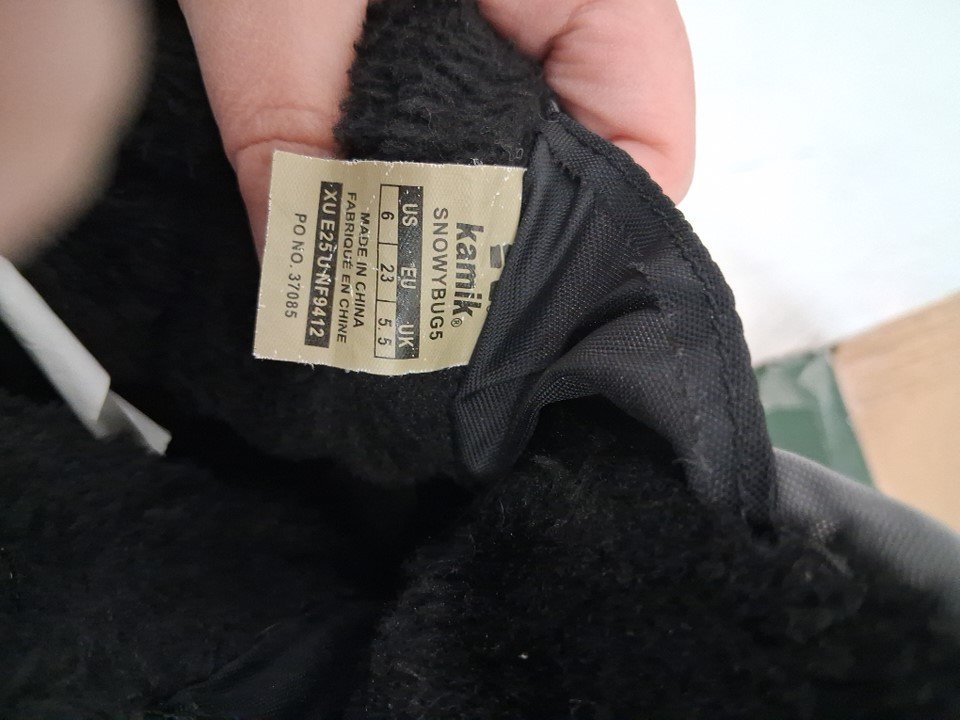 kamik®
SNOWYBUG5
US EU UK
6 23 5.5
MADE IN CHINA
FABRIQUÉ EN CHINE
XU E25U NF9412
PO NO. 37085